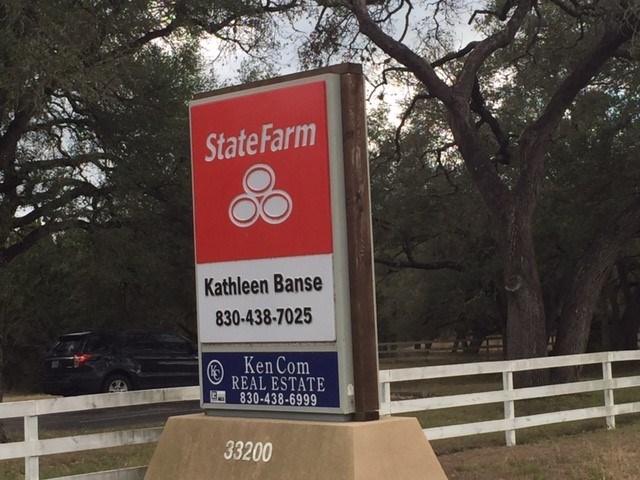 StateFarm
Kathleen Banse
830-438-7025
KenCom
REAL ESTATE
830-438-6999
33200